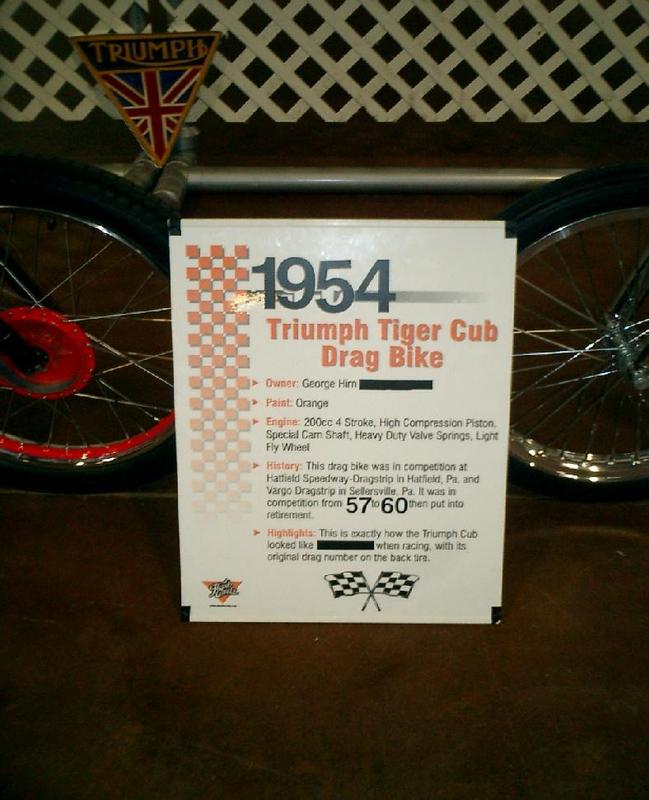 TRIUMPH
1954
Triumph Tiger Cub
Drag Bike
Owner: George Hirn
Paint: Orange
Engine: 200cc 4 Stroke, High Compression Piston,
Special Cam Shaft, Heavy Duty Valve Springs, Light
Fly Wheel
History: This drag bike was in competition at
Hatfield Speedway-Dragstrip in Hatfield, Pa. and
Vargo Dragstrip in Sellersville, Pa. It was in
competition from 57 to 60 then put into
retirement.
Highlights: This is exactly how the Triumph Cub
looked like when racing, with its
original drag number on the back tire.